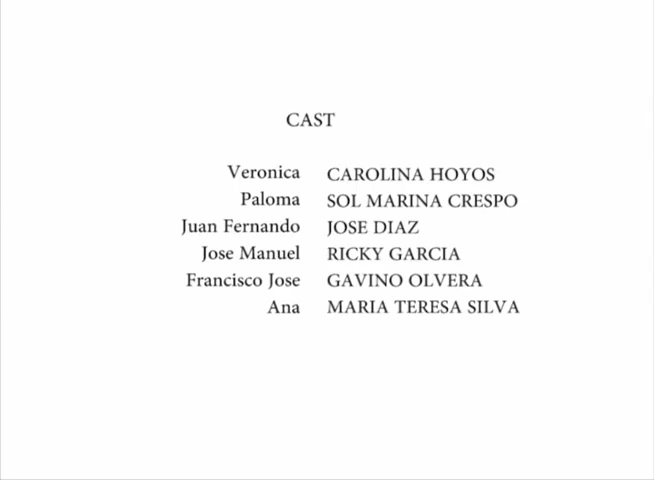 CAST
Veronica CAROLINA HOYOS
Paloma SOL MARINA CRESPO
Juan Fernando JOSE DIAZ
Jose Manuel RICKY GARCIA
Francisco Jose GAVINO OLVERA
Ana MARIA TERESA SILVA